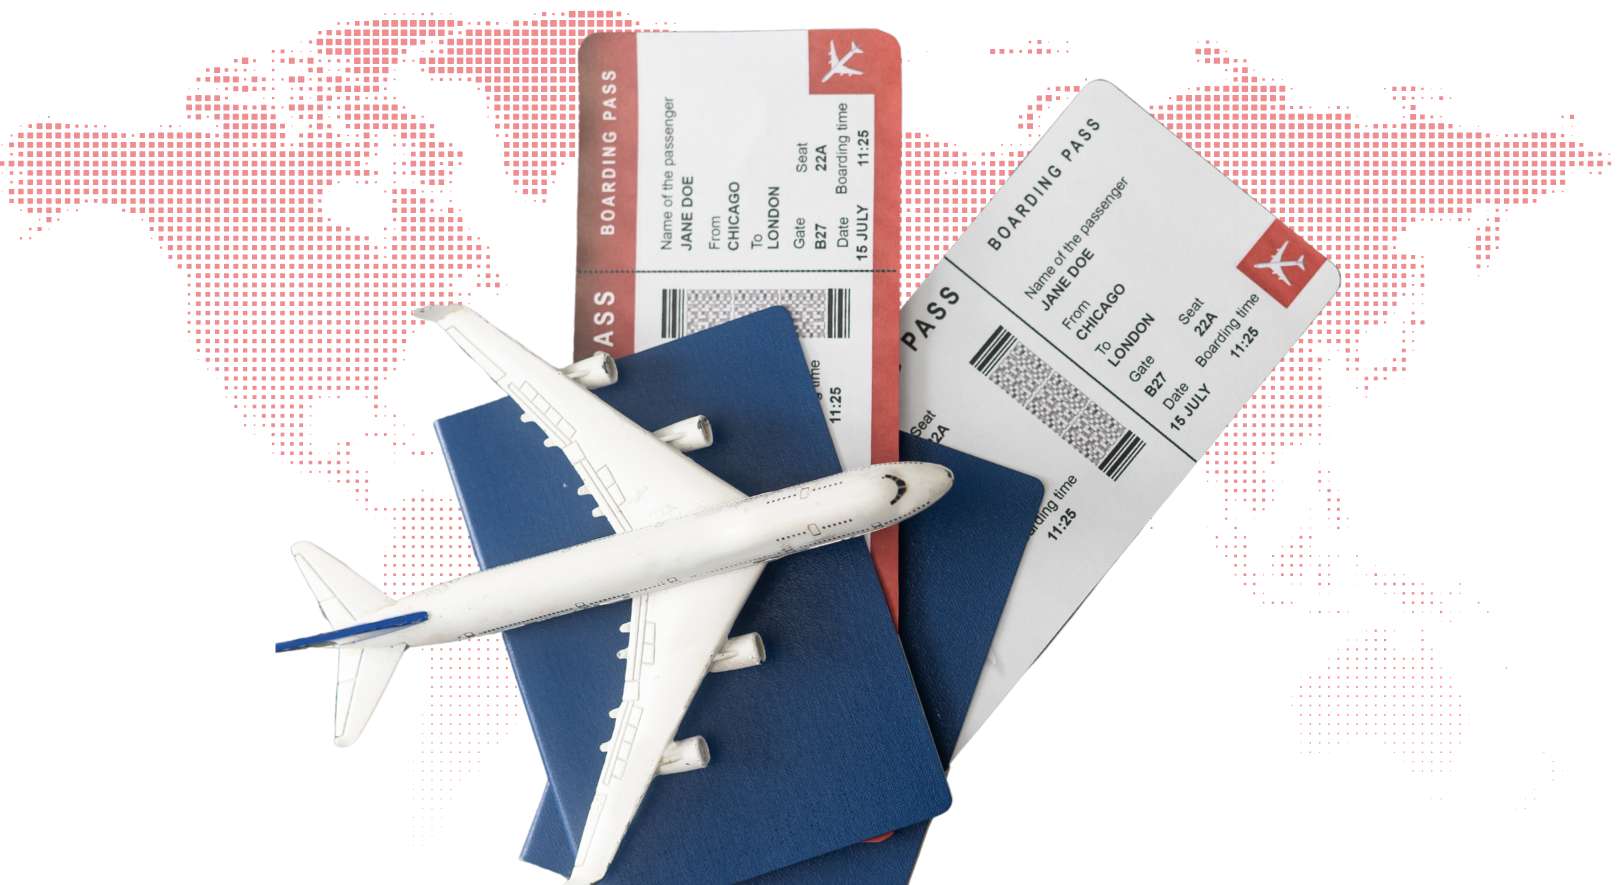 BOARDING PASS
Name of the passenger
JANE DOE
From
CHICAGO
To
LONDON
Gate Seat
B27 22A
Date Boarding time
15 JULY 11:25
ASS
11:25
BOARDING PASS
Name of the passenger
JANE DOE
From
CHICAGO
To
LONDON
Gate Seat
B27 22A
Date Boarding time
15 JULY 11:25
PASS
Seat
22A
time
11:25